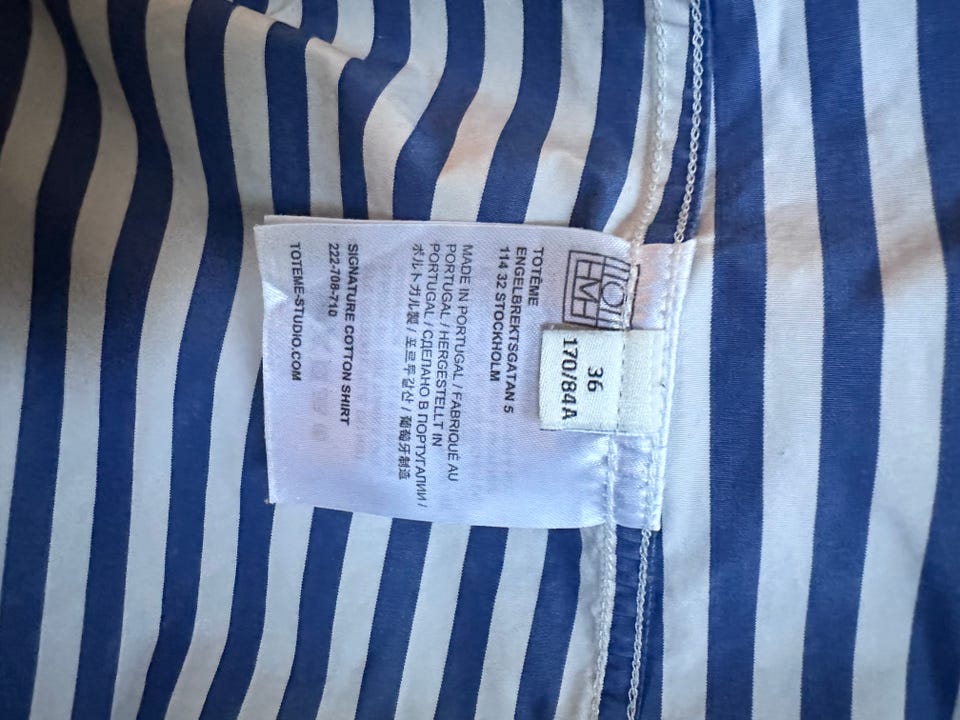 TOTÊME
ENGELBREKTSGATAN 5
114 32 STOCKHOLM
36
170/84A
MADE IN PORTUGAL / FABRIQUÉ AU
PORTUGAL / HERGESTELLT IN
PORTUGAL / СДЕЛАНО В ПОРТУГАЛИИ /
ポルトガル製 / 포르투갈산 / 葡萄牙制造
SIGNATURE COTTON SHIRT
222-708-710
TOTEME-STUDIO.COM